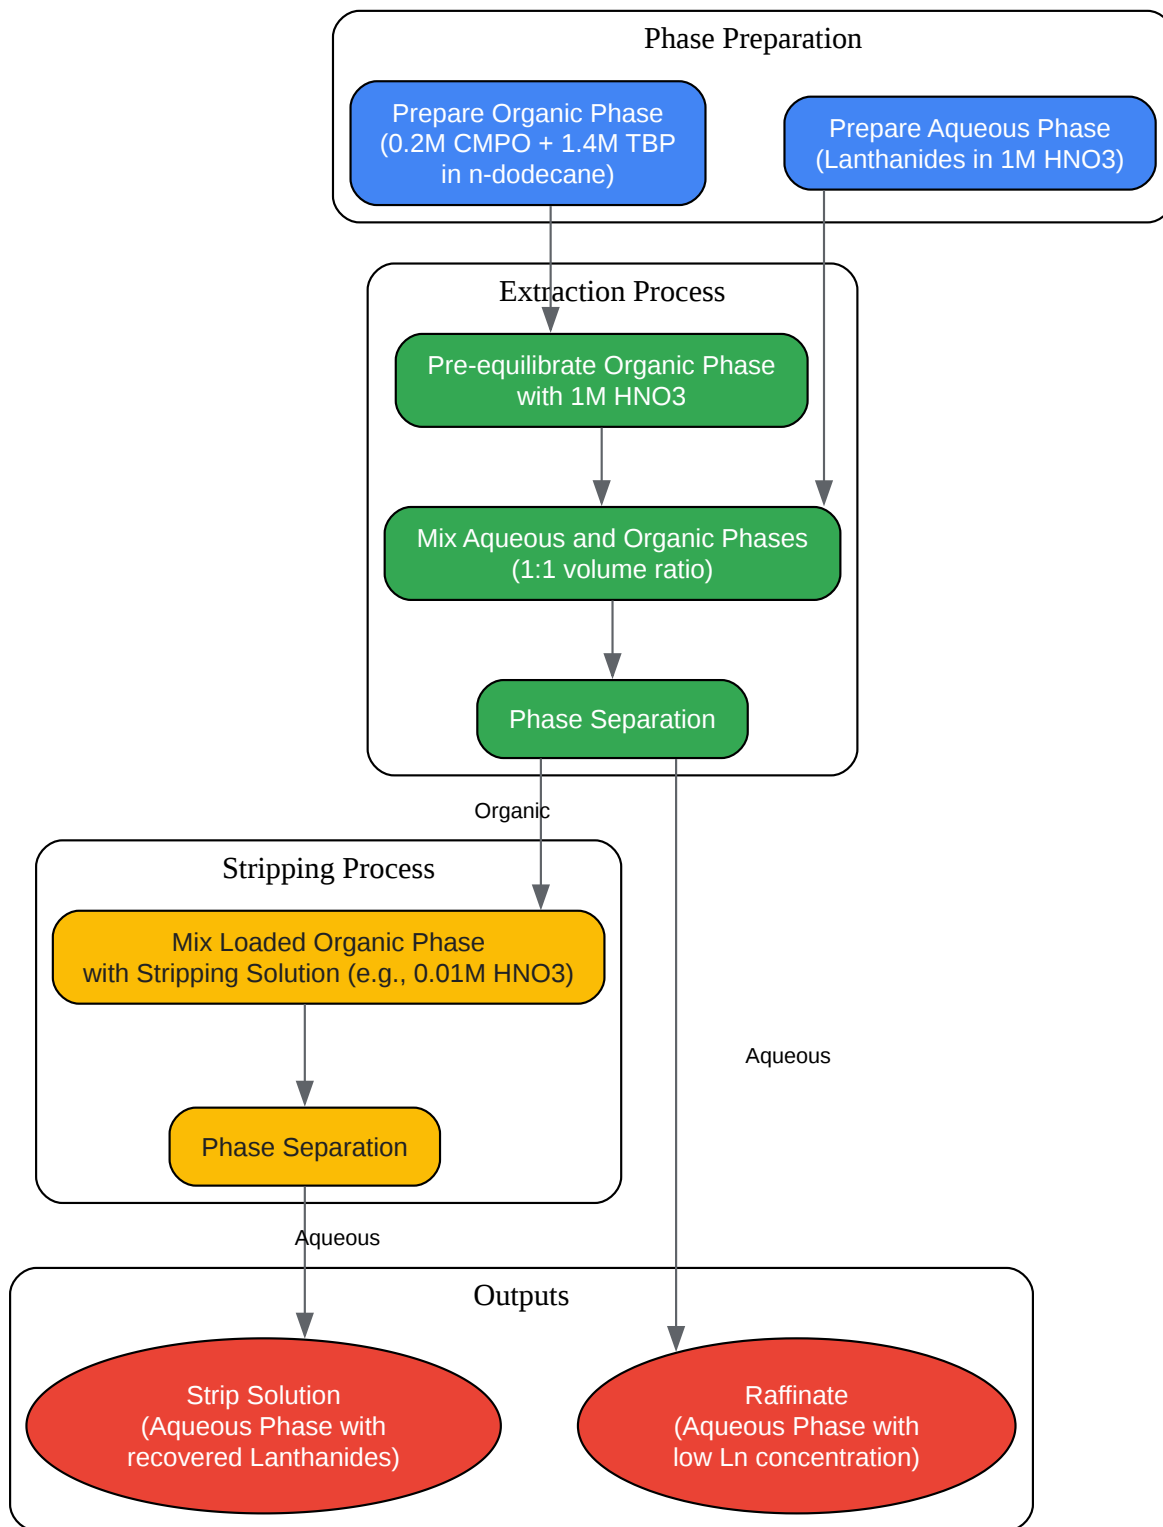 Phase Preparation
Prepare Organic Phase
(0.2M CMPO + 1.4M TBP
in n-dodecane)
Prepare Aqueous Phase
(Lanthanides in 1M HNO3)
Extraction Process
Pre-equilibrate Organic Phase
with 1M HNO3
Mix Aqueous and Organic Phases
(1:1 volume ratio)
Phase Separation
Organic
Stripping Process
Mix Loaded Organic Phase
with Stripping Solution (e.g., 0.01M HNO3)
Aqueous
Phase Separation
Aqueous
Outputs
Strip Solution
(Aqueous Phase with
recovered Lanthanides)
Raffinate
(Aqueous Phase with
low Ln concentration)